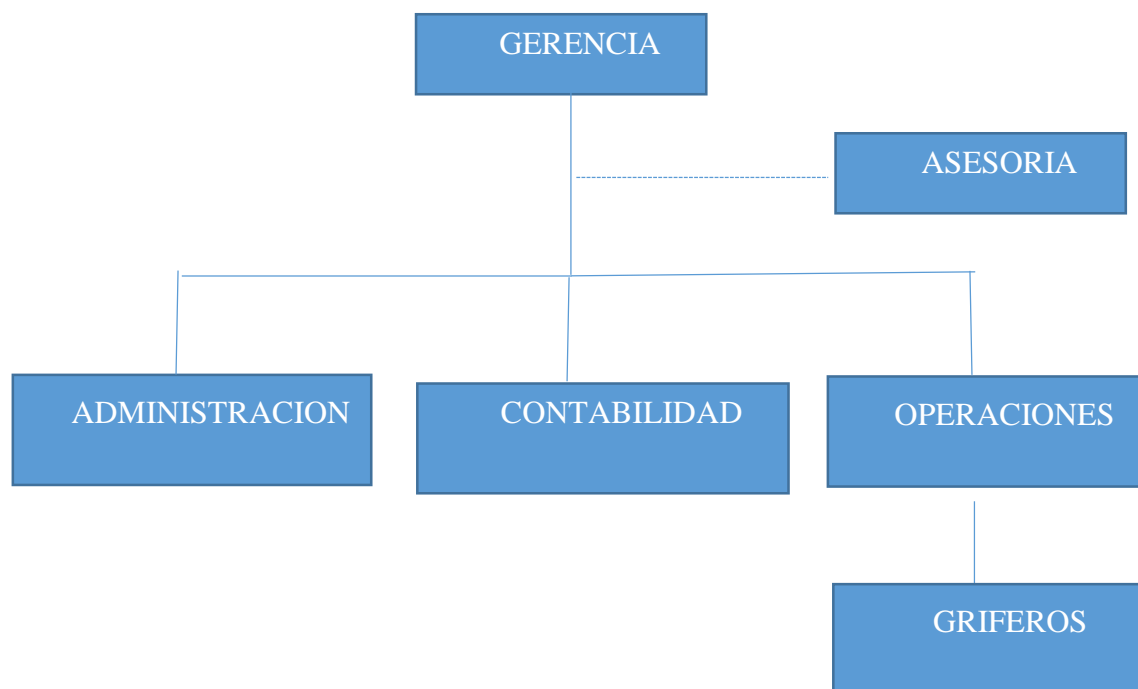 GERENCIA
ASESORIA
ADMINISTRACION
CONTABILIDAD
OPERACIONES
GRIFEROS